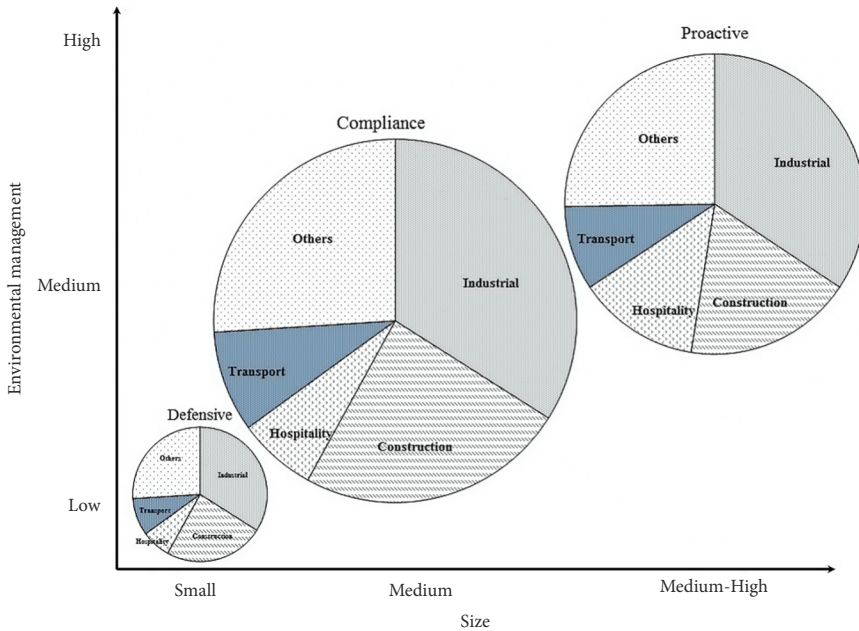 High
Medium
Low
Environmental management
Proactive
Others
Industrial
Transport
Hospitality
Construction
Compliance
Others
Industrial
Transport
Hospitality
Construction
Defensive
Others
Industrial
Transport
Hospitality
Construction
Small
Medium
Medium-High
Size